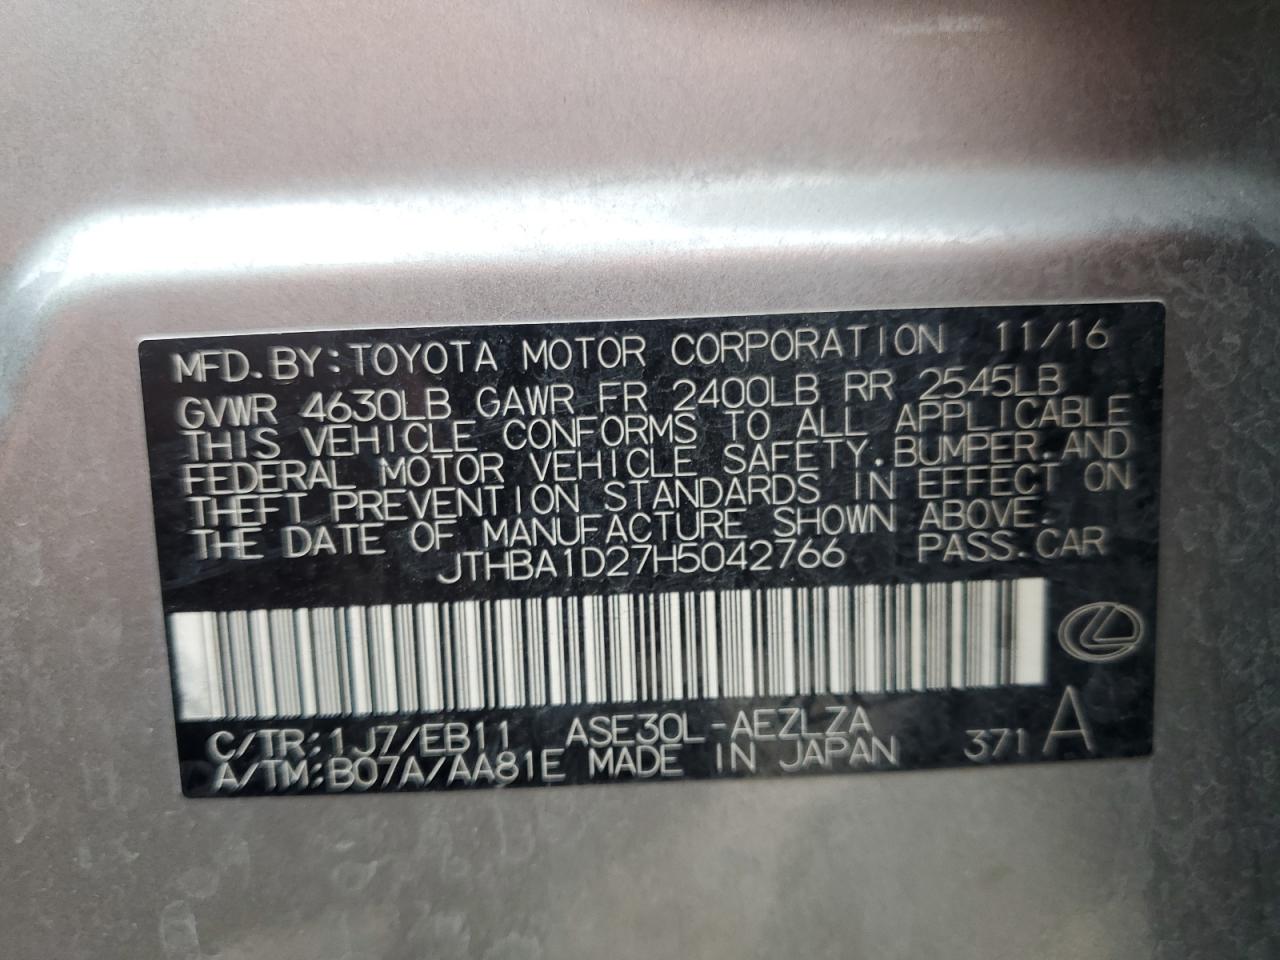 MFD. BY: TOYOTA MOTOR CORPORATION 11/16
GVWR 4630LB GAWR FR 2400LB RR 2545LB
THIS VEHICLE CONFORMS TO ALL APPLICABLE
FEDERAL MOTOR VEHICLE SAFETY, BUMPER, AND
THEFT PREVENTION STANDARDS IN EFFECT ON
THE DATE OF MANUFACTURE SHOWN ABOVE.
JTHBA1D27H5042766 PASS. CAR
C/TR: 1J7/EB11 ASE30L-AEZLZA
A/TM: B07A/AA81E MADE IN JAPAN 371 A